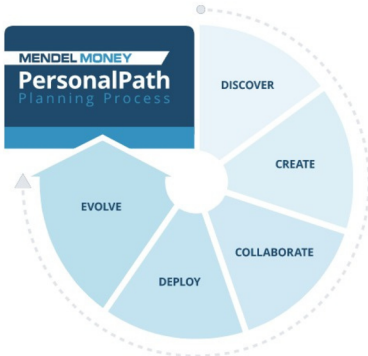 MENDEL MONEY
PersonalPath
Planning Process
DISCOVER
CREATE
COLLABORATE
DEPLOY
EVOLVE